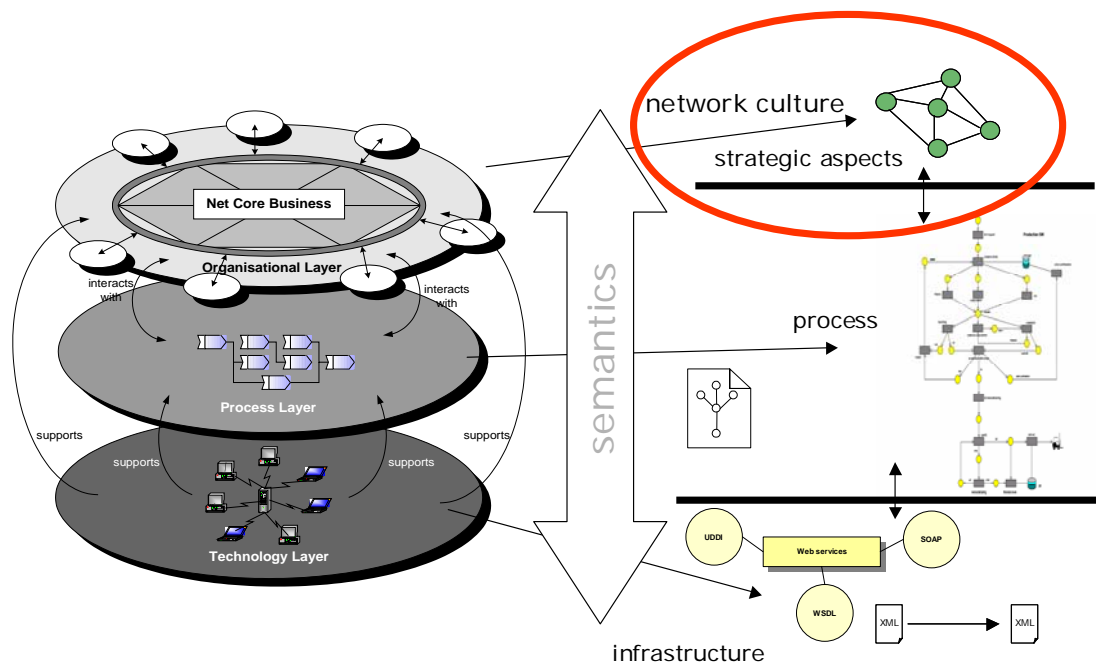 network culture
strategic aspects
Net Core Business
Organisational Layer
interacts
with
interacts
with
Process Layer
supports
supports
supports
supports
Technology Layer
semantics
process
UDDI
Web services
SOAP
WSDL
XML
XML
infrastructure